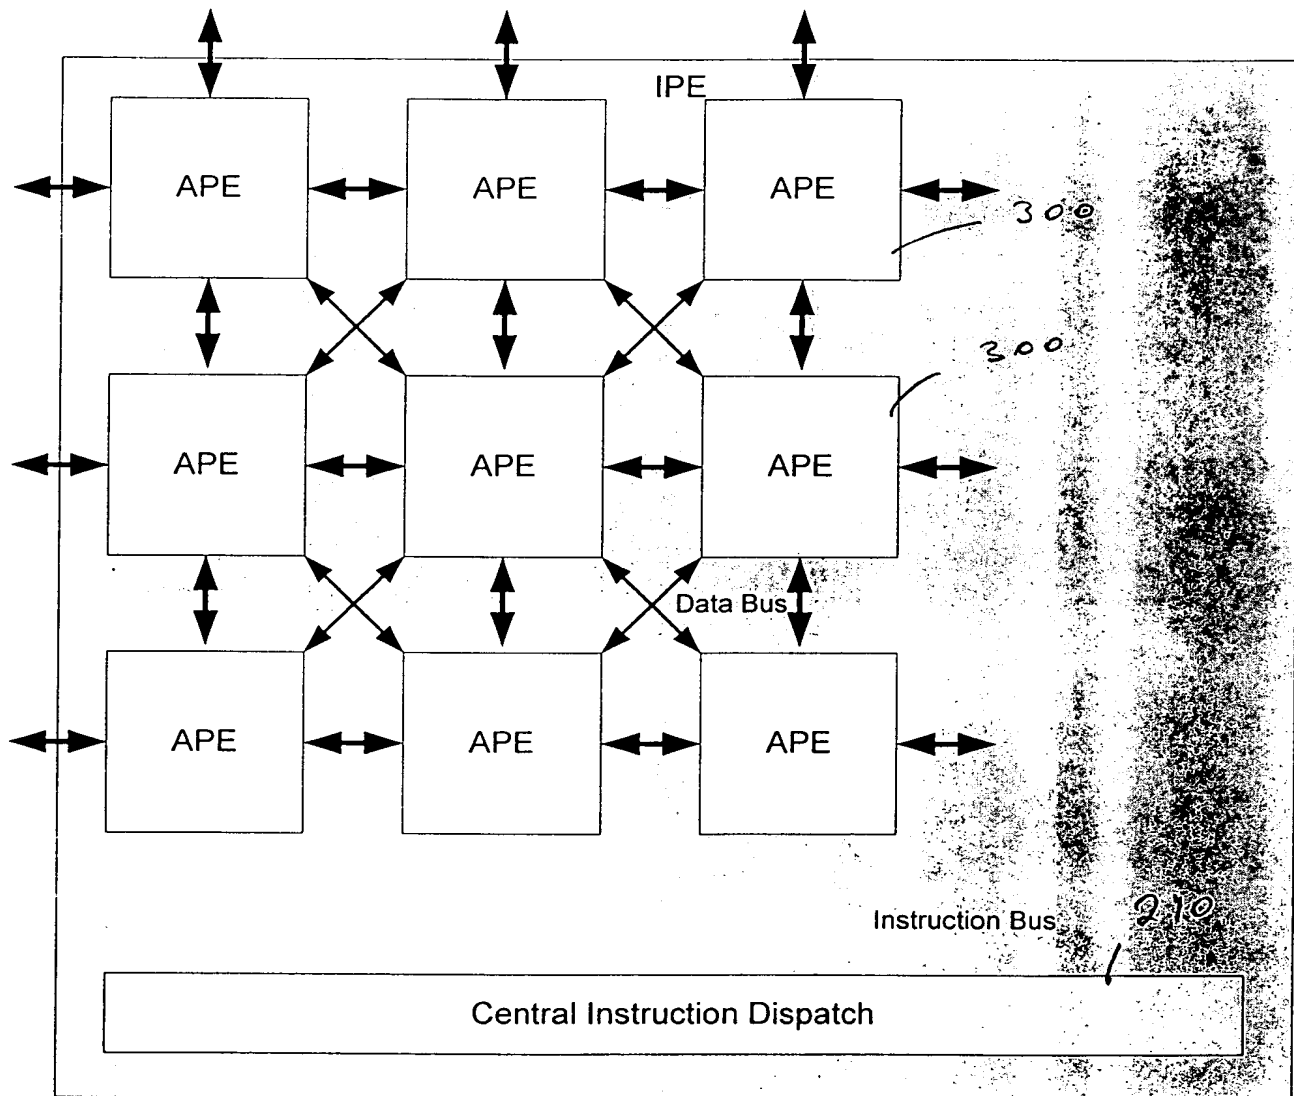 IPE
APE APE APE
300
300
APE APE APE
Data Bus
APE APE APE
Instruction Bus
210
Central Instruction Dispatch